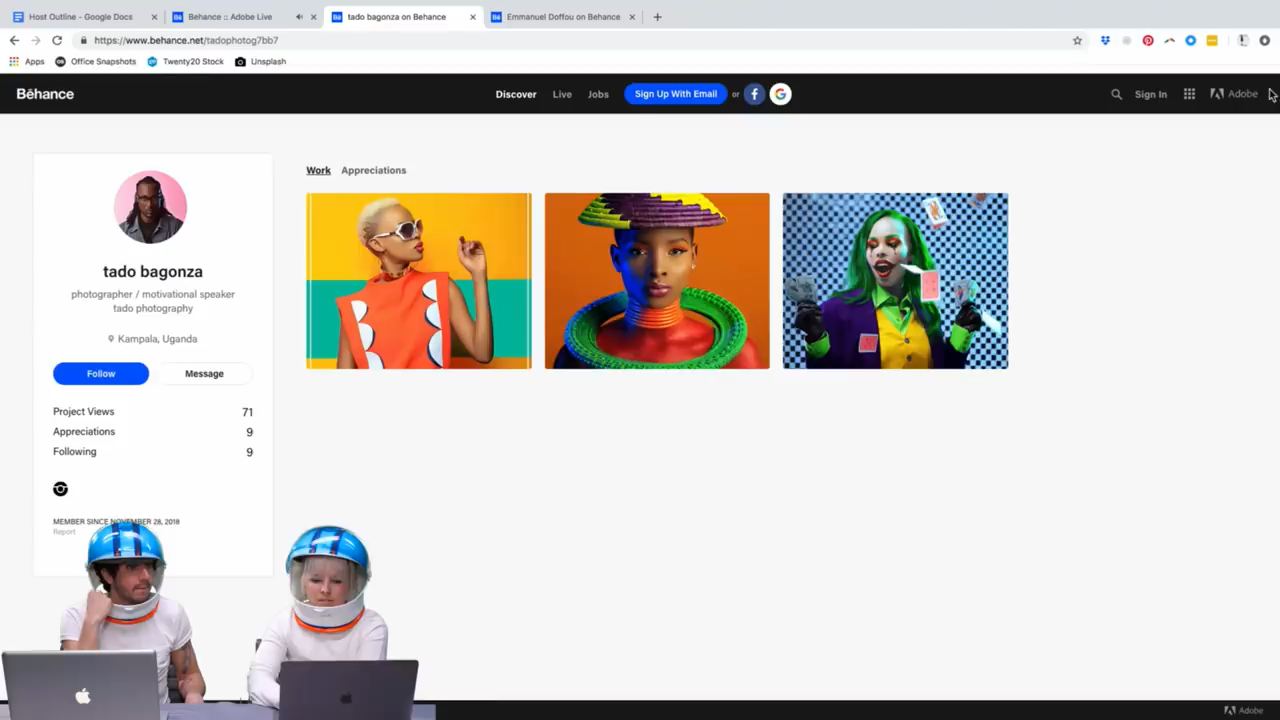 Host Outline - Google Docs
Behance :: Adobe Live
tado bagonza on Behance
Emmanuel Doffou on Behance
https://www.behance.net/tadophotog7bb7
Apps
Office Snapshots
Twenty20 Stock
Unsplash
Bēhance
Discover
Live
Jobs
Sign Up With Email
or
Sign In
Adobe
Work
Appreciations
tado bagonza
photographer / motivational speaker
tado photography
Kampala, Uganda
Follow
Message
Project Views 71
Appreciations 9
Following 9
MEMBER SINCE NOVEMBER 28, 2018
Report
Adobe